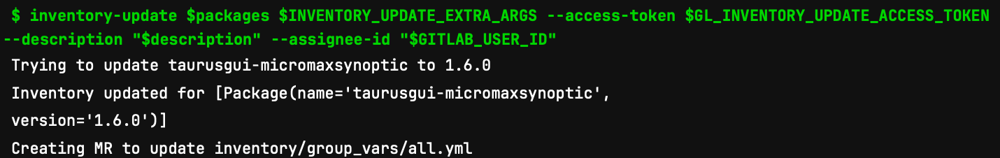 $ inventory-update $packages $INVENTORY_UPDATE_EXTRA_ARGS --access-token $GL_INVENTORY_UPDATE_ACCESS_TOKEN
--description "$description" --assignee-id "$GITLAB_USER_ID"
Trying to update taurusgui-micromaxsynoptic to 1.6.0
Inventory updated for [Package(name='taurusgui-micromaxsynoptic',
version='1.6.0')]
Creating MR to update inventory/group_vars/all.yml